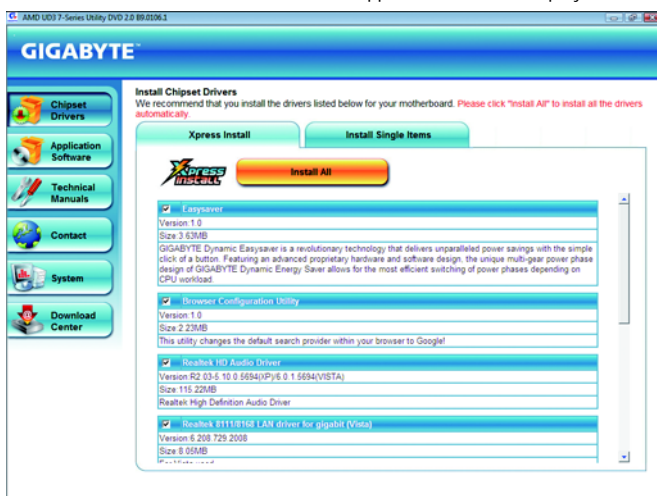 AMD UD3 7-Series Utility DVD 2.0 B9.0106.1
GIGABYTE™
Chipset
Drivers
Application
Software
Technical
Manuals
Contact
System
Download
Center
Install Chipset Drivers
We recommend that you install the drivers listed below for your motherboard. Please click "Install All" to install all the drivers
automatically.
Xpress Install
Install Single Items
Xpress
Install
Install All
Easysaver
Version:1.0
Size:3.63MB
GIGABYTE Dynamic Easysaver is a revolutionary technology that delivers unparalleled power savings with the simple
click of a button. Featuring an advanced proprietary hardware and software design, the unique multi-gear power phase
design of GIGABYTE Dynamic Energy Saver allows for the most efficient switching of power phases depending on
CPU workload.
Browser Configuration Utility
Version:1.0
Size:2.23MB
This utility changes the default search provider within your browser to Google!
Realtek HD Audio Driver
Version:R2.03-5.10.0.5694(XP)/6.0.1.5694(VISTA)
Size:115.22MB
Realtek High Definition Audio Driver
Realtek 8111/8168 LAN driver for gigabit (Vista)
Version:6.208.729.2008
Size:8.05MB